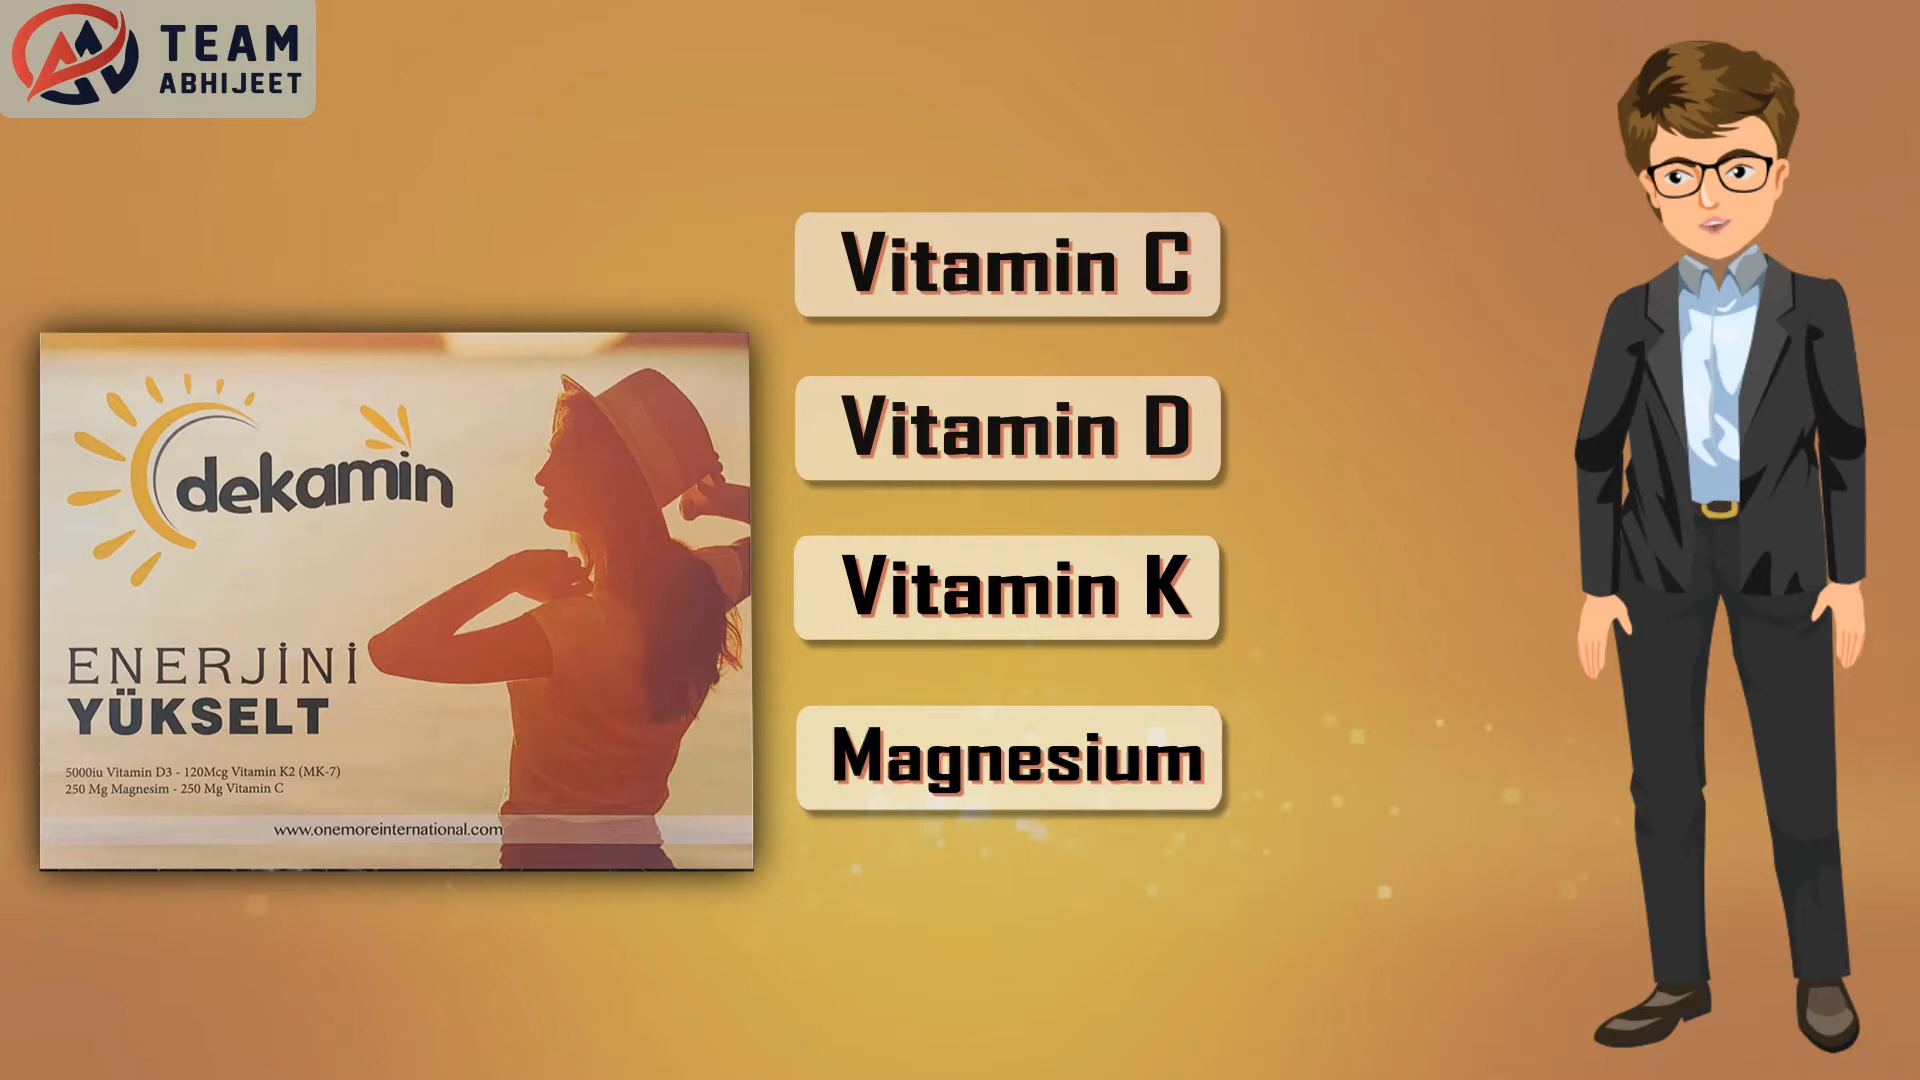 TEAM
ABHIJEET
dekamin
ENERJİNİ
YÜKSELT
5000iu Vitamin D3 - 120Mcg Vitamin K2 (MK-7)
250 Mg Magnesim - 250 Mg Vitamin C
www.onemoreinternational.com
Vitamin C
Vitamin D
Vitamin K
Magnesium